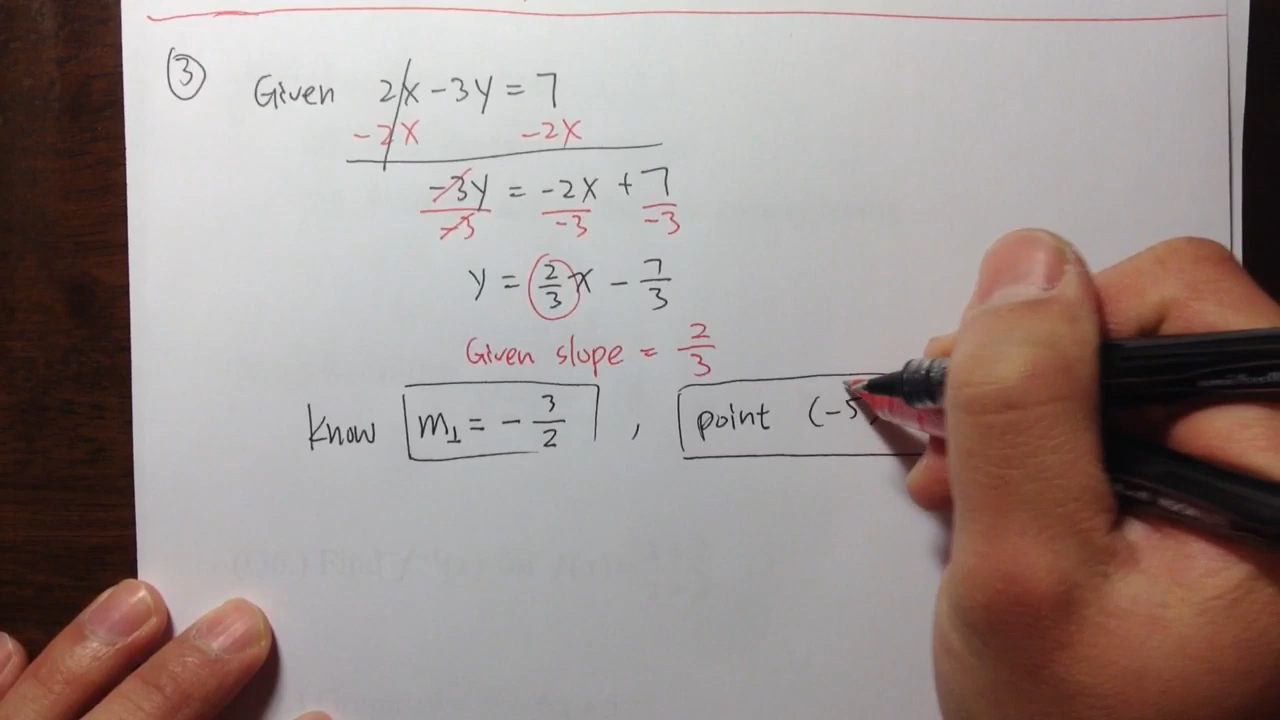 ③ Given 2x - 3y = 7
-2x -2x
-3y = -2x + 7
-3 -3 -3
y = 2/3 x - 7/3
Given slope = 2/3
Know m⊥ = - 3/2 , point (-5,